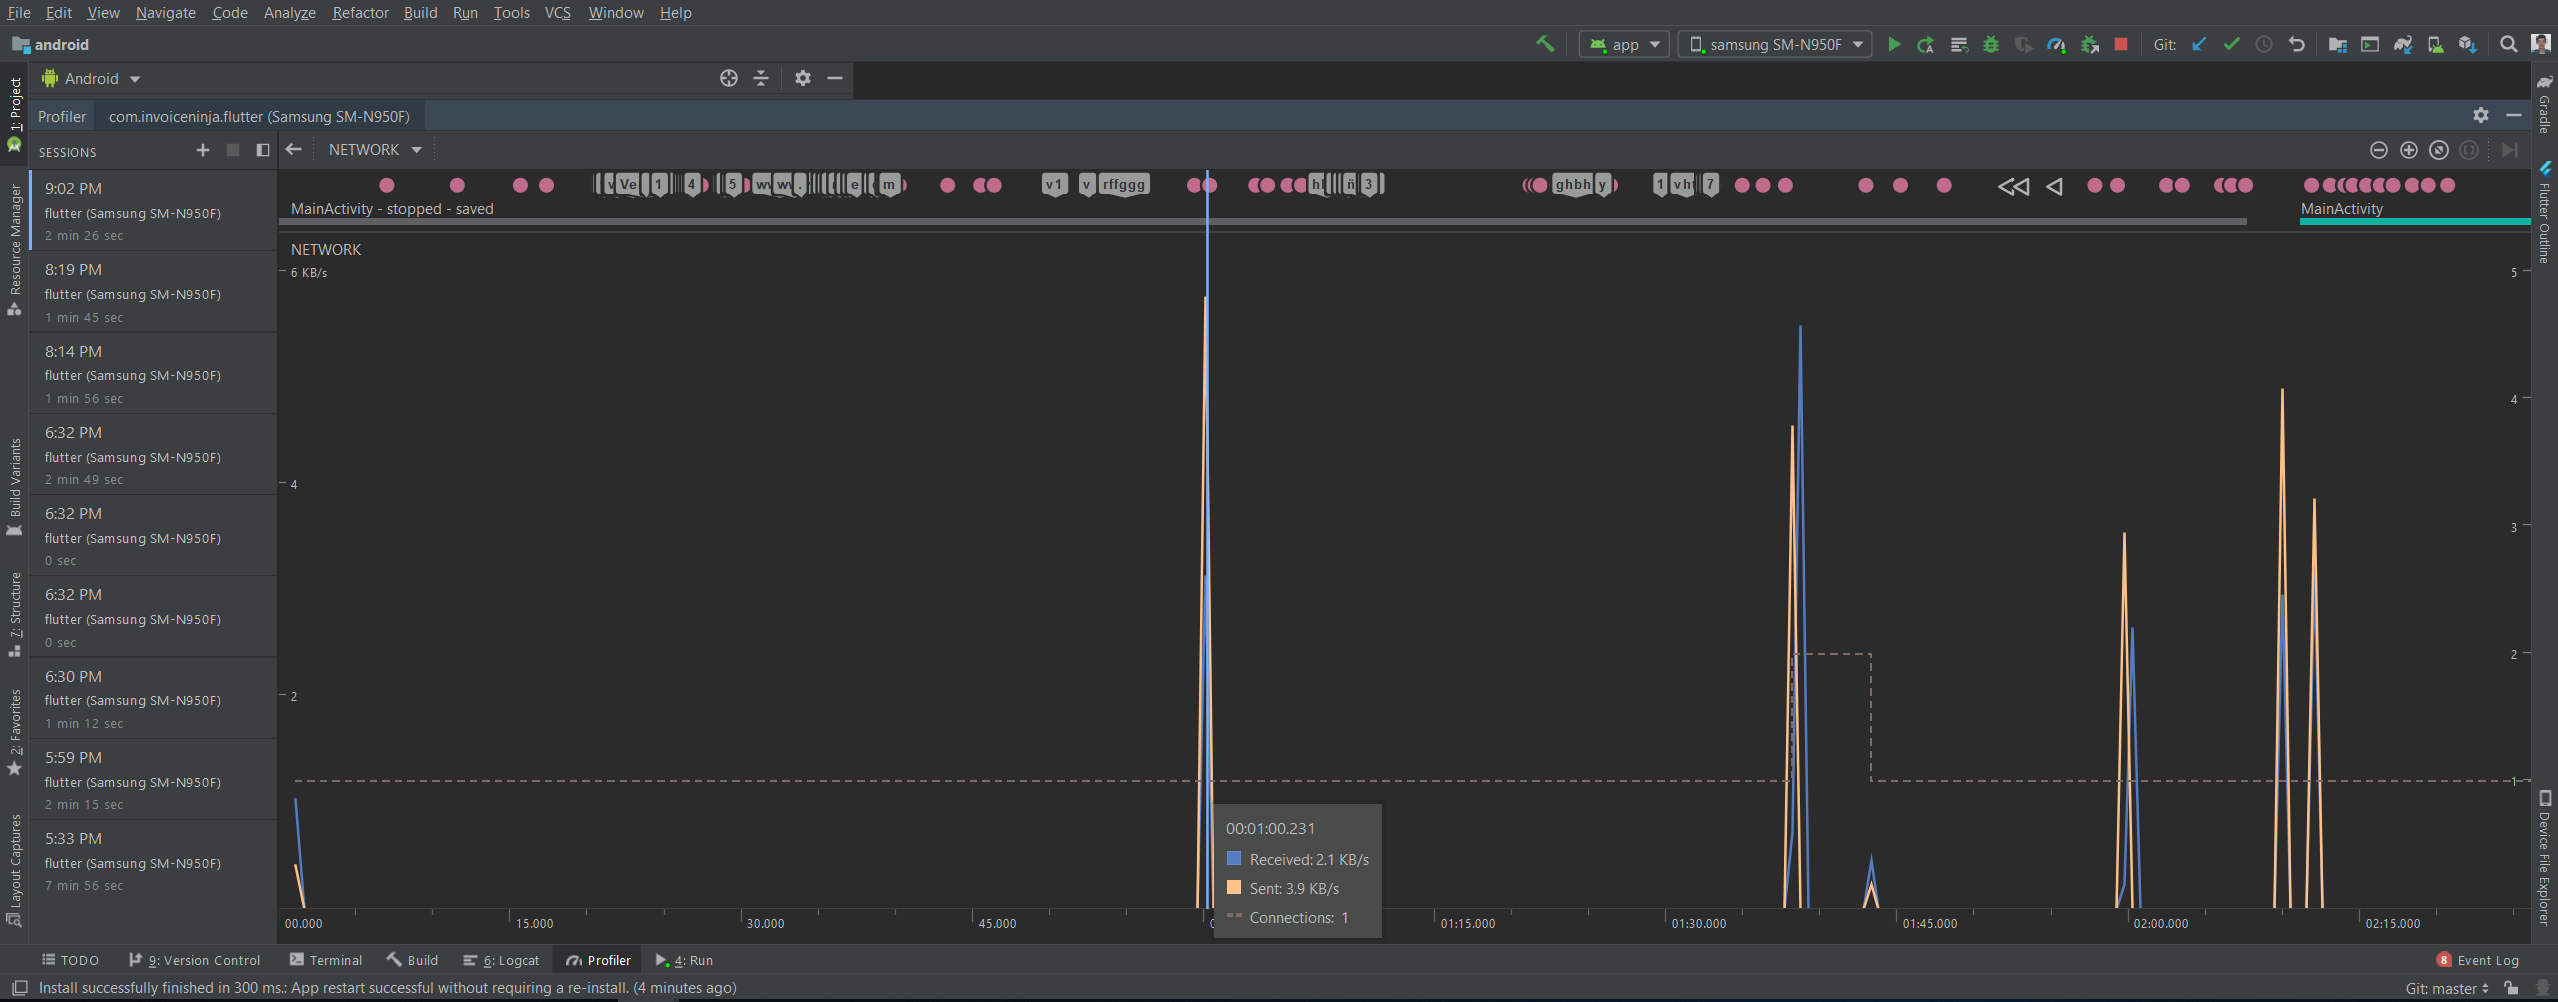 File Edit View Navigate Code Analyze Refactor Build Run Tools VCS Window Help
android
app
samsung SM-N950F
Git:
Android
Profiler com.invoiceninja.flutter (Samsung SM-N950F)
SESSIONS
NETWORK
9:02 PM
flutter (Samsung SM-N950F)
2 min 26 sec
8:19 PM
flutter (Samsung SM-N950F)
1 min 45 sec
8:14 PM
flutter (Samsung SM-N950F)
1 min 56 sec
6:32 PM
flutter (Samsung SM-N950F)
2 min 49 sec
6:32 PM
flutter (Samsung SM-N950F)
0 sec
6:32 PM
flutter (Samsung SM-N950F)
0 sec
6:30 PM
flutter (Samsung SM-N950F)
1 min 12 sec
5:59 PM
flutter (Samsung SM-N950F)
2 min 15 sec
5:33 PM
flutter (Samsung SM-N950F)
7 min 56 sec
Ve 1 4 5 e m v1 v rffggg ñ 3 ghbh y 1 7
MainActivity - stopped - saved
MainActivity
NETWORK
6 KB/s
4
2
5
4
3
2
1
00:01:00.231
Received: 2.1 KB/s
Sent: 3.9 KB/s
Connections: 1
00.000 15.000 30.000 45.000 01:15.000 01:30.000 01:45.000 02:00.000 02:15.000
1: Project
Resource Manager
Build Variants
7: Structure
2: Favorites
Layout Captures
Gradle
Flutter Outline
Device File Explorer
TODO 9: Version Control Terminal Build 6: Logcat Profiler 4: Run
8 Event Log
Install successfully finished in 300 ms.: App restart successful without requiring a re-install. (4 minutes ago)
Git: master